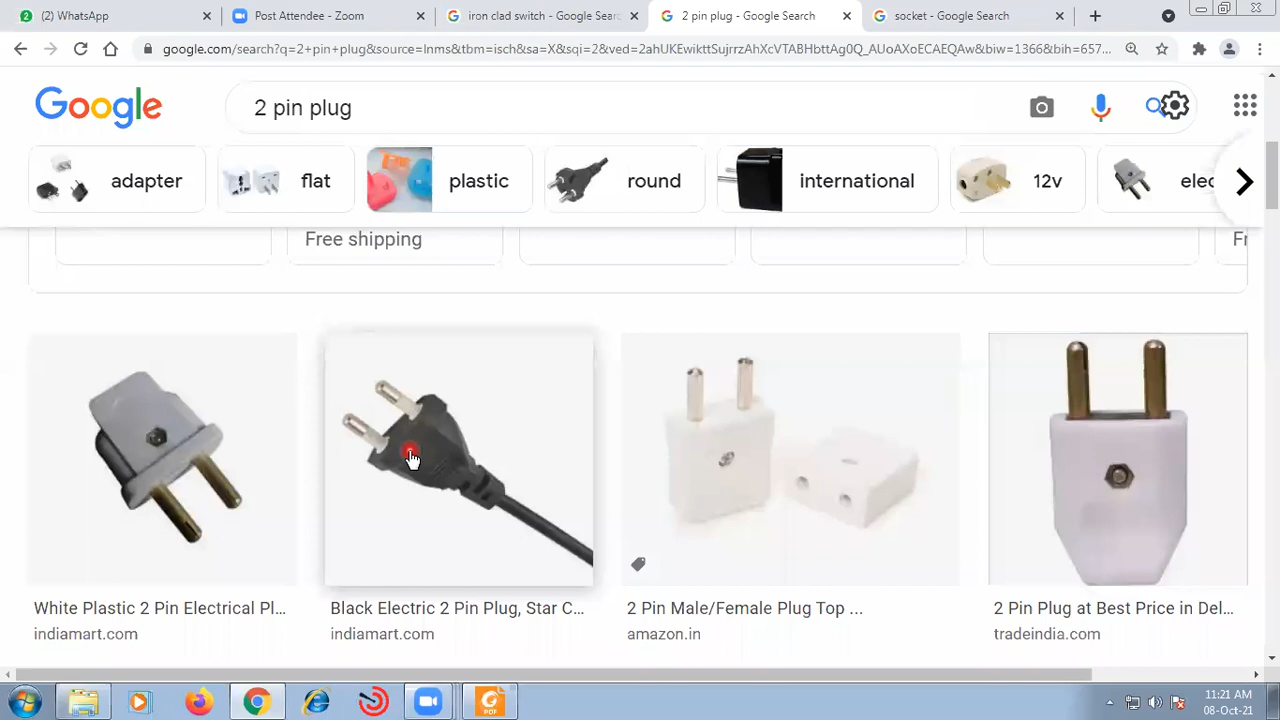 (2) WhatsApp
Post Attendee - Zoom
iron clad switch - Google Sear
2 pin plug - Google Search
socket - Google Search
google.com/search?q=2+pin+plug&source=lnms&tbm=isch&sa=X&sqi=2&ved=2ahUKEwikttSujrrzAhXcVTABHbttAg0Q_AUoAXoECAEQAw&biw=1366&bih=657...
Google
2 pin plug
adapter
flat
plastic
round
international
12v
elec
Free shipping
Fr
White Plastic 2 Pin Electrical Pl...
indiamart.com
Black Electric 2 Pin Plug, Star C...
indiamart.com
2 Pin Male/Female Plug Top ...
amazon.in
2 Pin Plug at Best Price in Del...
tradeindia.com
PDF
11:21 AM
08-Oct-21